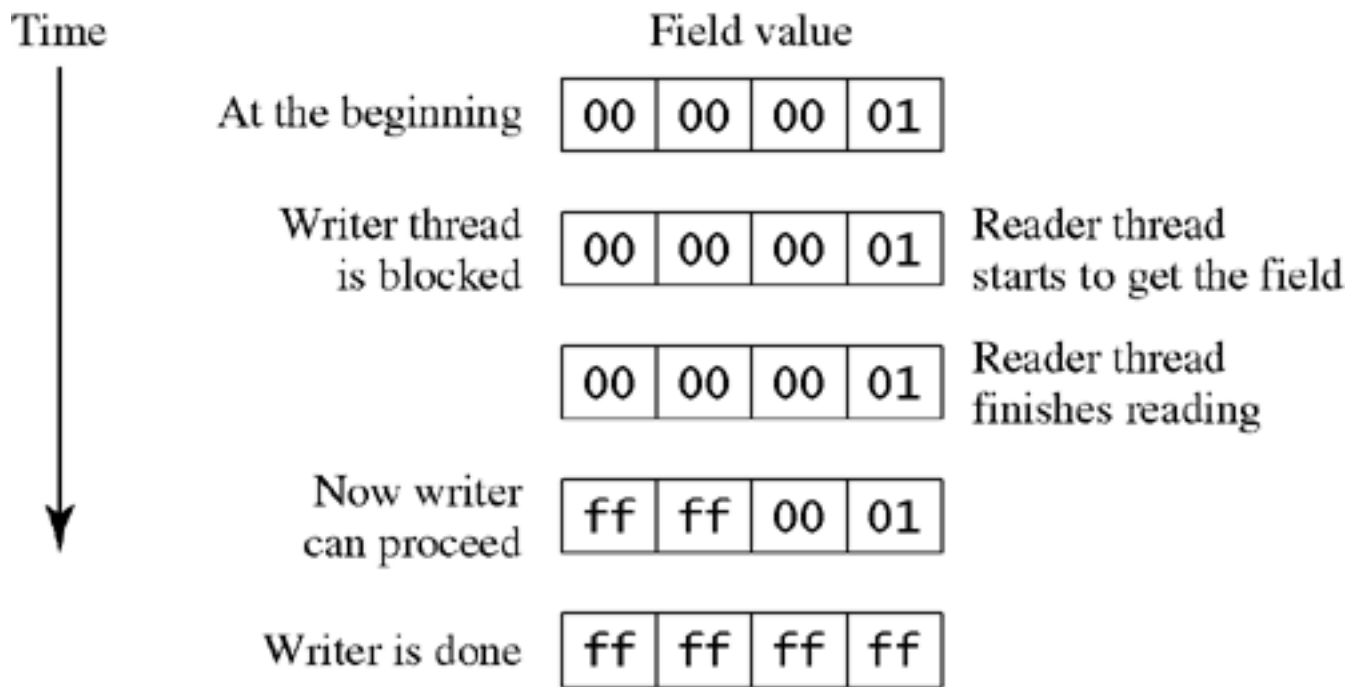 Time
Field value
At the beginning
00 00 00 01
Writer thread
is blocked
00 00 00 01
Reader thread
starts to get the field
00 00 00 01
Reader thread
finishes reading
Now writer
can proceed
ff ff 00 01
Writer is done
ff ff ff ff